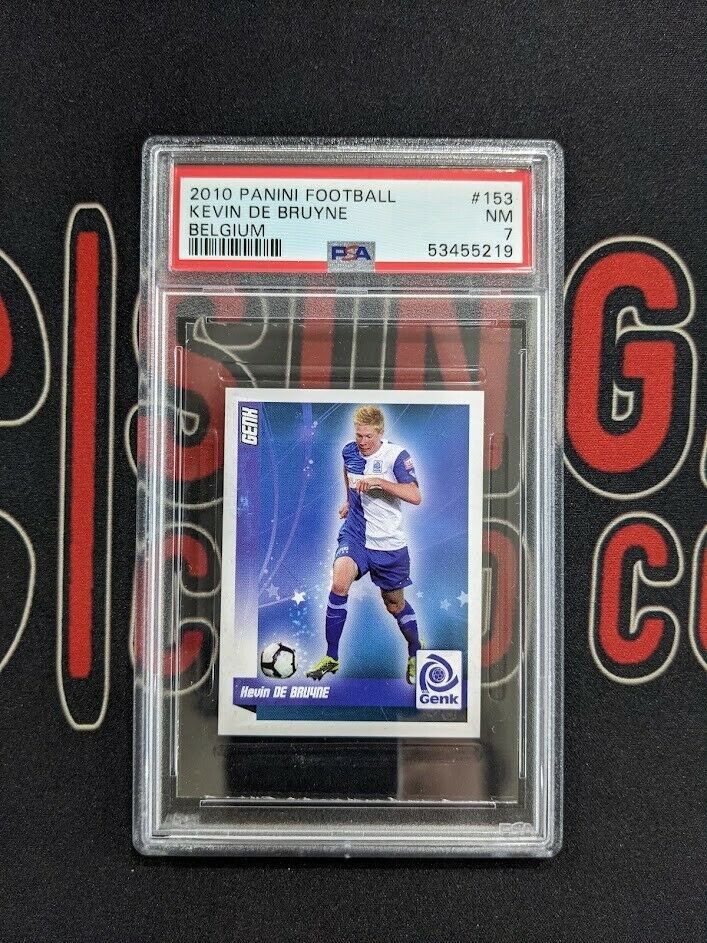 2010 PANINI FOOTBALL #153
KEVIN DE BRUYNE NM
BELGIUM 7
PSA 53455219
GENK
Kevin DE BRUYNE
Genk